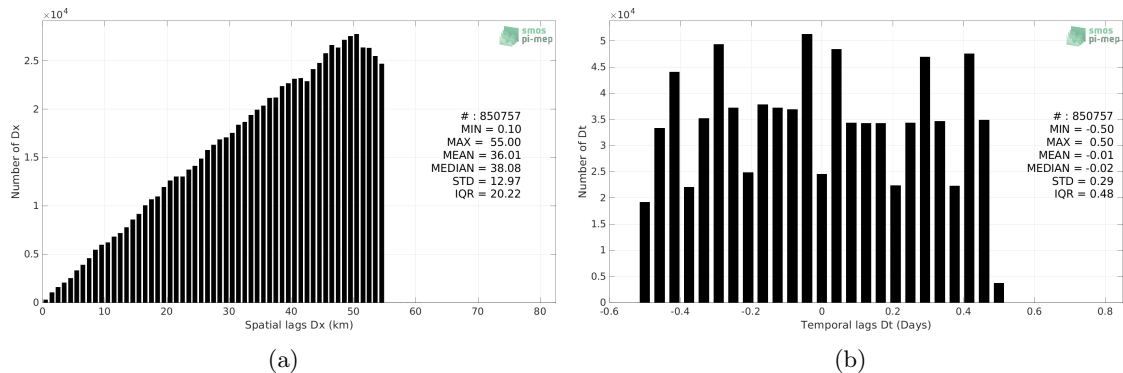 ×10⁴
2.5
2
1.5
1
0.5
0
0 10 20 30 40 50 60 70 80
Number of Dx
Spatial lags Dx (km)
smos
pi-mep
# : 850757
MIN = 0.10
MAX = 55.00
MEAN = 36.01
MEDIAN = 38.08
STD = 12.97
IQR = 20.22
(a)
×10⁴
5
4.5
4
3.5
3
2.5
2
1.5
1
0.5
0
-0.6 -0.4 -0.2 0 0.2 0.4 0.6 0.8
Number of Dt
Temporal lags Dt (Days)
smos
pi-mep
# : 850757
MIN = -0.50
MAX = 0.50
MEAN = -0.01
MEDIAN = -0.02
STD = 0.29
IQR = 0.48
(b)